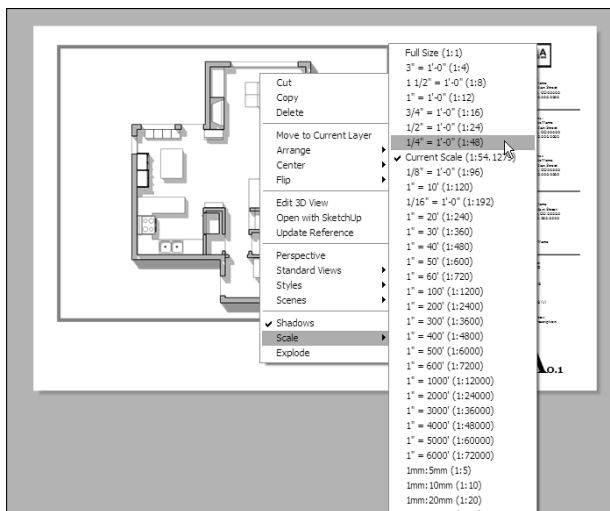 Cut
Copy
Delete
Move to Current Layer
Arrange
Center
Flip
Edit 3D View
Open with SketchUp
Update Reference
Perspective
Standard Views
Styles
Scenes
Shadows
Scale
Explode
Full Size (1:1)
3" = 1'-0" (1:4)
1 1/2" = 1'-0" (1:8)
1" = 1'-0" (1:12)
3/4" = 1'-0" (1:16)
1/2" = 1'-0" (1:24)
1/4" = 1'-0" (1:48)
Current Scale
1/8" = 1'-0" (1:96)
1" = 10' (1:120)
1/16" = 1'-0" (1:192)
1" = 20' (1:240)
1" = 30' (1:360)
1" = 40' (1:480)
1" = 50' (1:600)
1" = 60' (1:720)
1" = 100' (1:1200)
1" = 200' (1:2400)
1" = 300' (1:3600)
1" = 400' (1:4800)
1" = 500' (1:6000)
1" = 600' (1:7200)
1" = 1000' (1:12000)
1" = 2000' (1:24000)
1" = 3000' (1:36000)
1" = 4000' (1:48000)
1" = 5000' (1:60000)
1" = 6000' (1:72000)
1mm:5mm (1:5)
1mm:10mm (1:10)
1mm:20mm (1:20)
A0.1